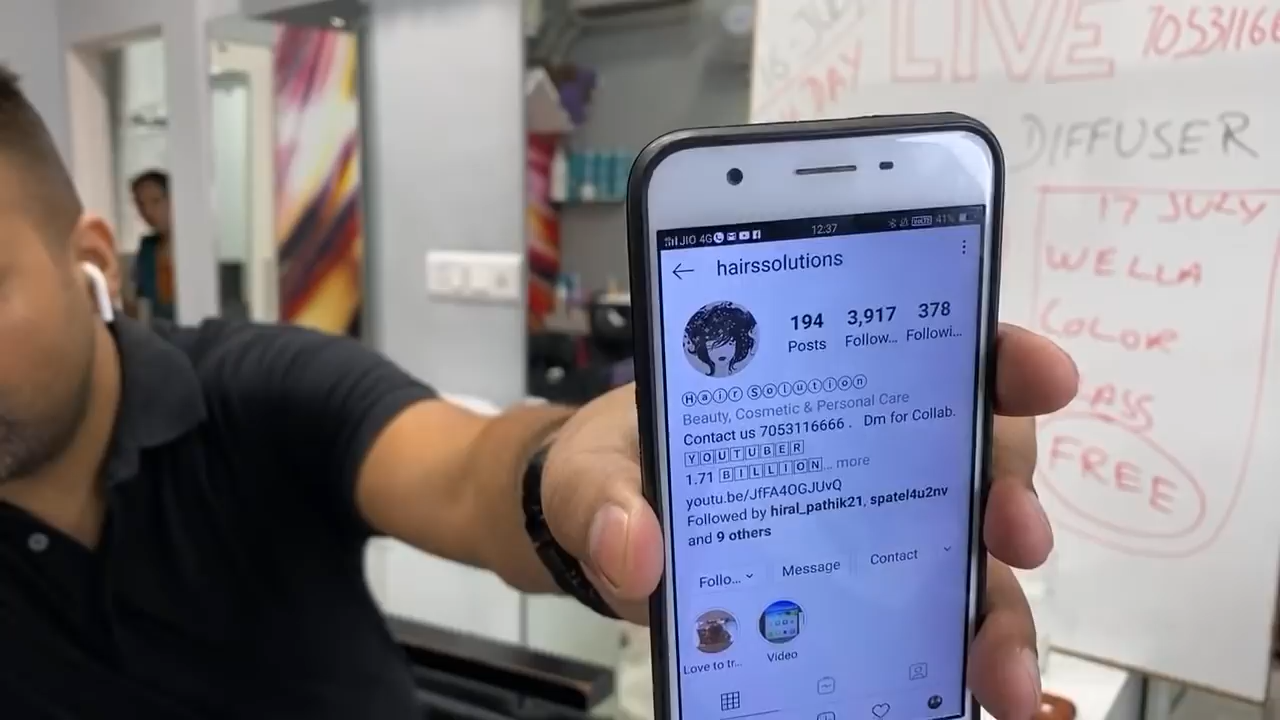 LIVE 7053116
DAY
DIFFUSER
17 JULY
WELLA
COLOR
FREE
JIO 4G 12:37 41%
hairssolutions
194 3,917 378
Posts Follow... Followi...
Ⓗⓐⓘⓡ Ⓢⓞⓛⓤⓣⓘⓞⓝ
Beauty, Cosmetic & Personal Care
Contact us 7053116666 . Dm for Collab.
🅈🄾🅄🅃🅄🄱🄴🅁
1.71 🄱🄸🄻🄻🄸🄾🄽... more
youtu.be/JfFA4OGJUvQ
Followed by hiral_pathik21, spatel4u2nv
and 9 others
Follo... Message Contact
Love to tr... Video